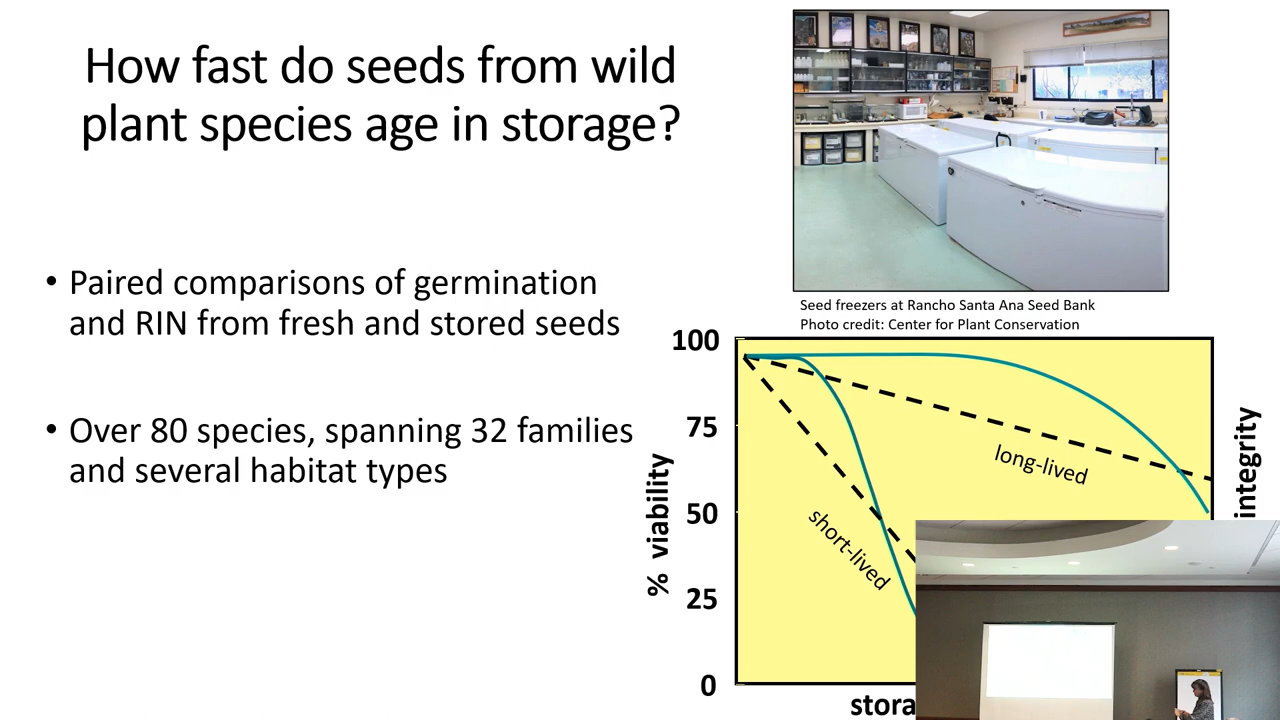 How fast do seeds from wild
plant species age in storage?
• Paired comparisons of germination
and RIN from fresh and stored seeds
• Over 80 species, spanning 32 families
and several habitat types
Seed freezers at Rancho Santa Ana Seed Bank
Photo credit: Center for Plant Conservation
100
75
50
25
0
% viability
long-lived
short-lived
integrity